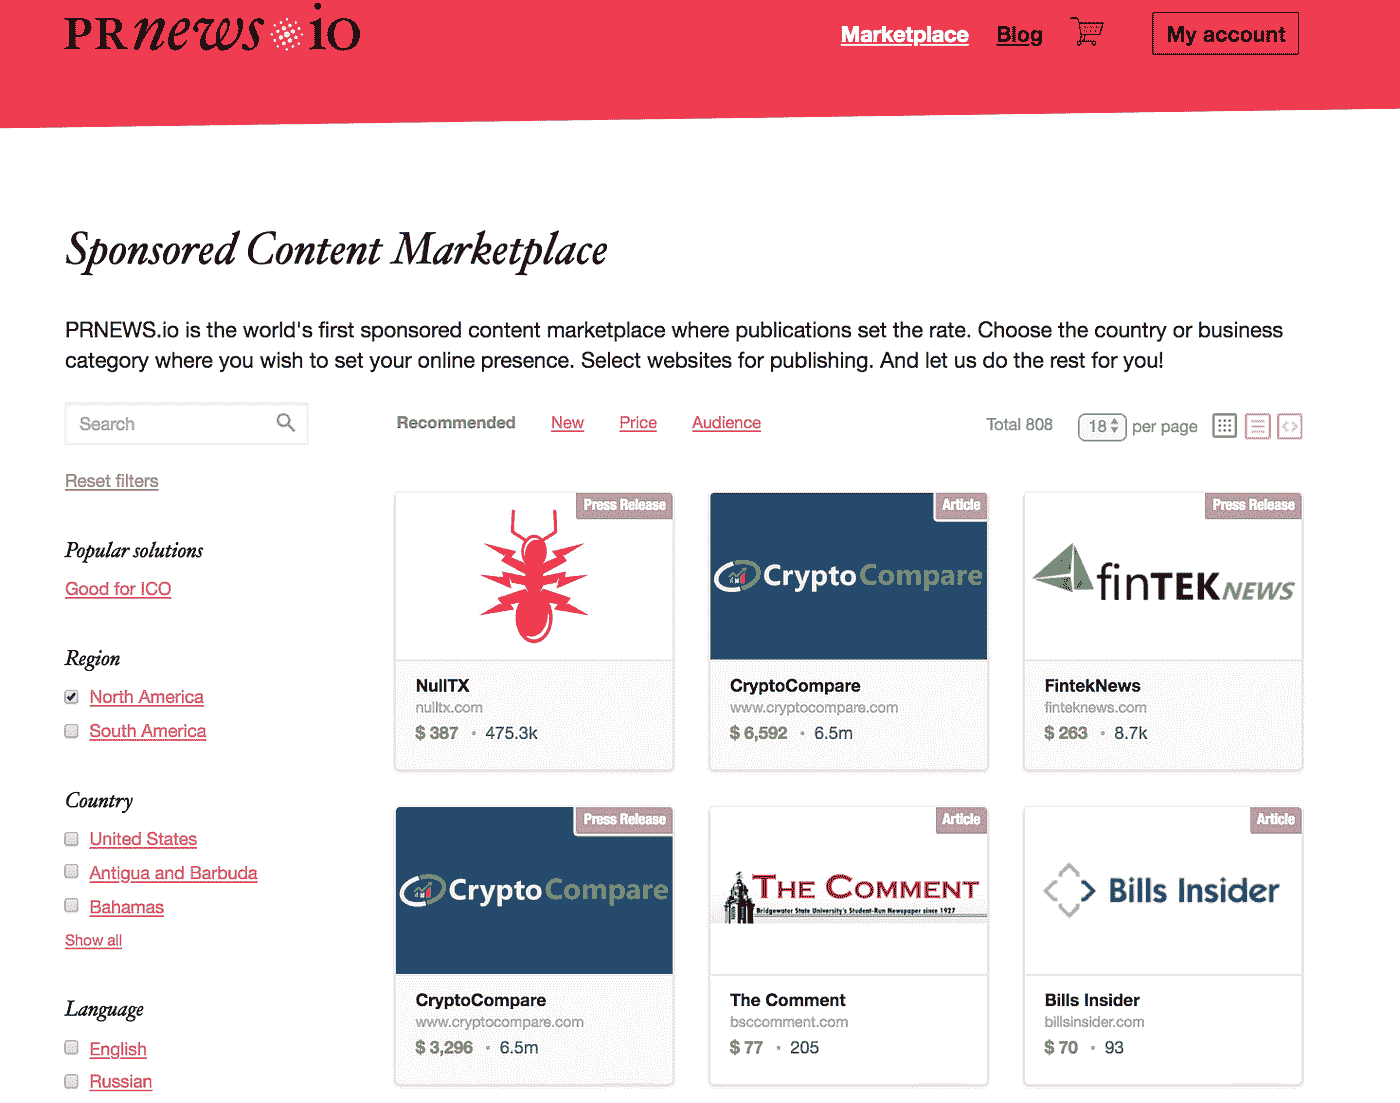 PRnews.io
Marketplace
Blog
My account
Sponsored Content Marketplace
PRNEWS.io is the world's first sponsored content marketplace where publications set the rate. Choose the country or business
category where you wish to set your online presence. Select websites for publishing. And let us do the rest for you!
Search
Recommended
New
Price
Audience
Total 808
18
per page
Reset filters
Popular solutions
Good for ICO
Region
North America
South America
Country
United States
Antigua and Barbuda
Bahamas
Show all
Language
English
Russian
Press Release
NullTX
nulltx.com
$ 387 • 475.3k
Article
CryptoCompare
CryptoCompare
www.cryptocompare.com
$ 6,592 • 6.5m
Press Release
finTEKNEWS
FintekNews
finteknews.com
$ 263 • 8.7k
Press Release
CryptoCompare
CryptoCompare
www.cryptocompare.com
$ 3,296 • 6.5m
Article
THE COMMENT
Bridgewater State University's Student-Run Newspaper since 1927
The Comment
bsccomment.com
$ 77 • 205
Article
Bills Insider
Bills Insider
billsinsider.com
$ 70 • 93